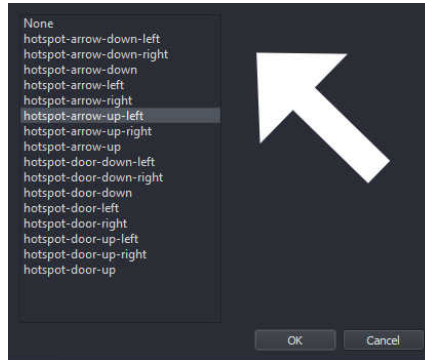 None
hotspot-arrow-down-left
hotspot-arrow-down-right
hotspot-arrow-down
hotspot-arrow-left
hotspot-arrow-right
hotspot-arrow-up-left
hotspot-arrow-up-right
hotspot-arrow-up
hotspot-door-down-left
hotspot-door-down-right
hotspot-door-down
hotspot-door-left
hotspot-door-right
hotspot-door-up-left
hotspot-door-up-right
hotspot-door-up
OK Cancel